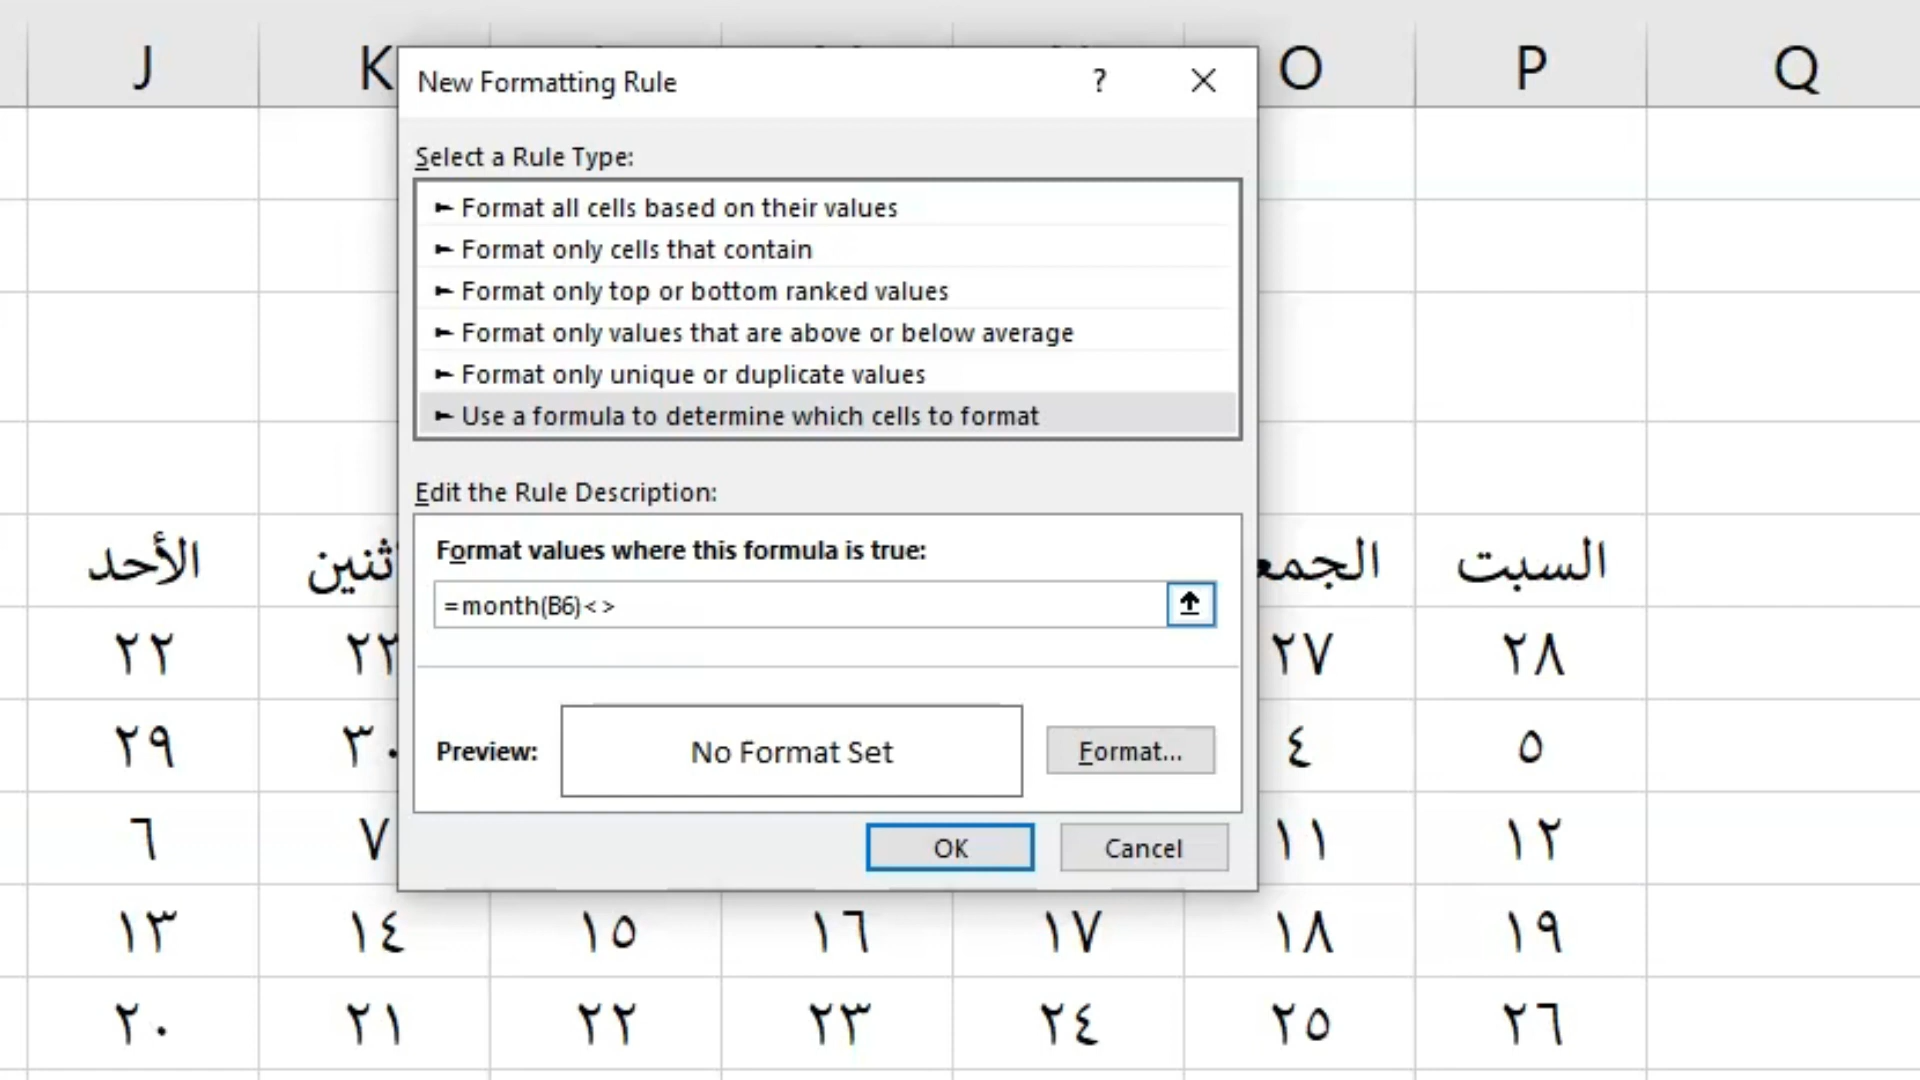 J K O P Q
New Formatting Rule ?
Select a Rule Type:
► Format all cells based on their values
► Format only cells that contain
► Format only top or bottom ranked values
► Format only values that are above or below average
► Format only unique or duplicate values
► Use a formula to determine which cells to format
Edit the Rule Description:
Format values where this formula is true:
=month(B6)<>
Preview:
No Format Set
Format...
OK
Cancel
الأحد السبت
٢٢ ٢٧ ٢٨
٢٩ ٤ ٥
٦ ٧ ١١ ١٢
١٣ ١٤ ١٥ ١٦ ١٧ ١٨ ١٩
٢٠ ٢١ ٢٢ ٢٣ ٢٤ ٢٥ ٢٦